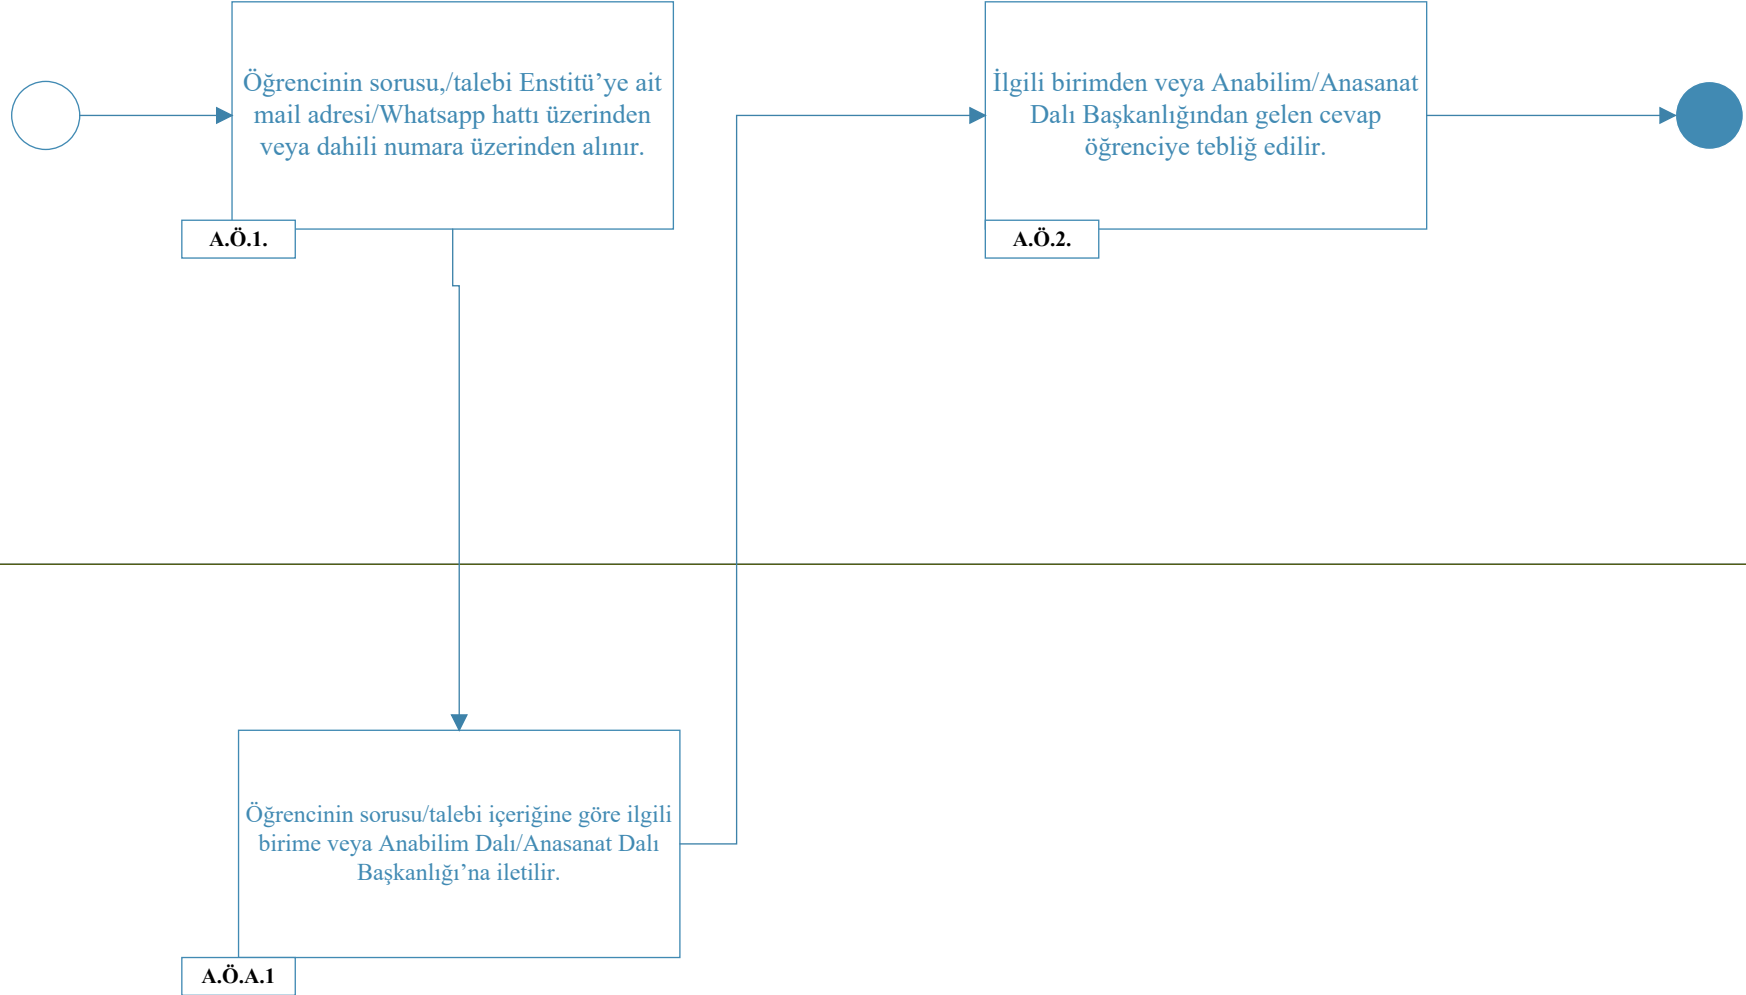 Öğrencinin sorusu,/talebi Enstitü’ye ait
mail adresi/Whatsapp hattı üzerinden
veya dahili numara üzerinden alınır.
A.Ö.1.
İlgili birimden veya Anabilim/Anasanat
Dalı Başkanlığından gelen cevap
öğrenciye tebliğ edilir.
A.Ö.2.
Öğrencinin sorusu/talebi içeriğine göre ilgili
birime veya Anabilim Dalı/Anasanat Dalı
Başkanlığı’na iletilir.
A.Ö.A.1